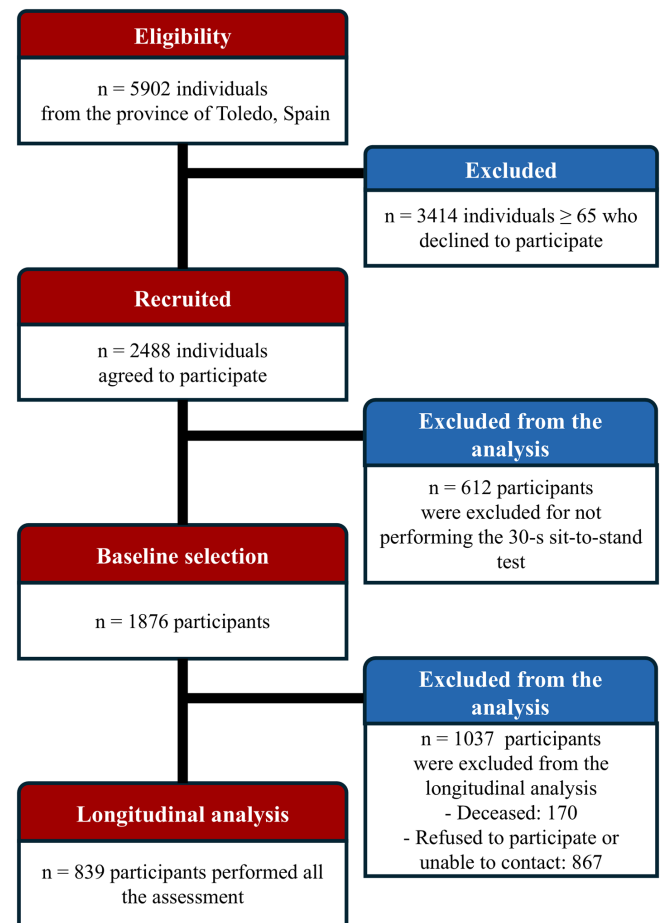 Eligibility
n = 5902 individuals
from the province of Toledo, Spain
Excluded
n = 3414 individuals ≥ 65 who
declined to participate
Recruited
n = 2488 individuals
agreed to participate
Excluded from the
analysis
n = 612 participants
were excluded for not
performing the 30-s sit-to-stand
test
Baseline selection
n = 1876 participants
Excluded from the
analysis
n = 1037 participants
were excluded from the
longitudinal analysis
- Deceased: 170
- Refused to participate or
unable to contact: 867
Longitudinal analysis
n = 839 participants performed all
the assessment